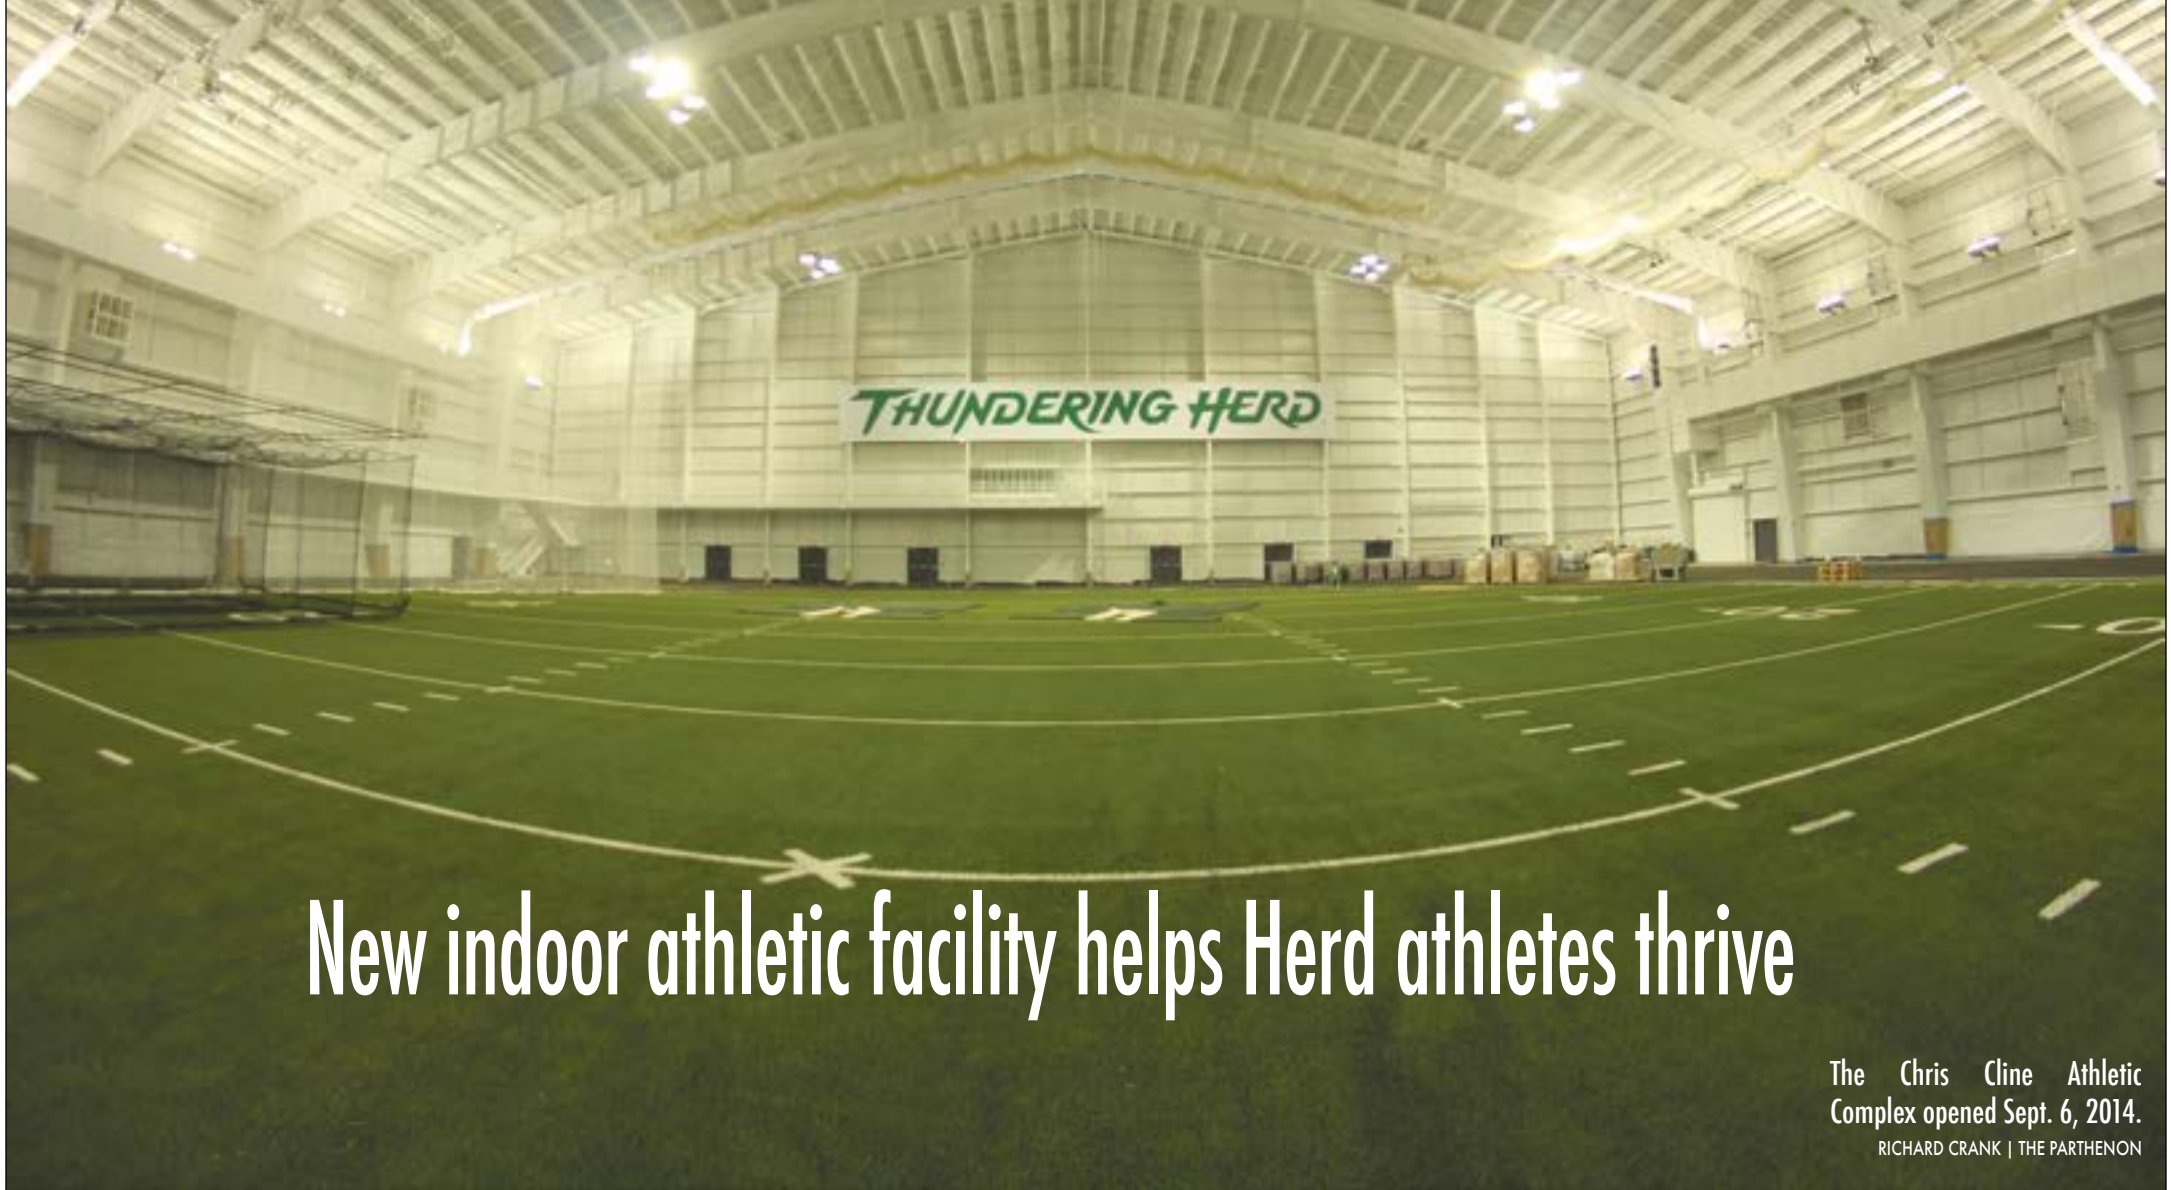 THUNDERING HERD
New indoor athletic facility helps Herd athletes thrive
The Chris Cline Athletic
Complex opened Sept. 6, 2014.
RICHARD CRANK | THE PARTHENON